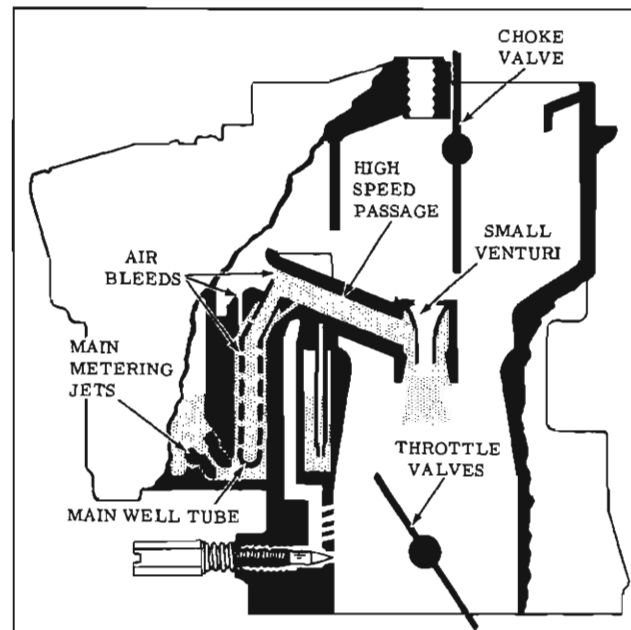 CHOKE
VALVE
HIGH
SPEED
PASSAGE
SMALL
VENTURI
AIR
BLEEDS
MAIN
METERING
JETS
THROTTLE
VALVES
MAIN WELL TUBE